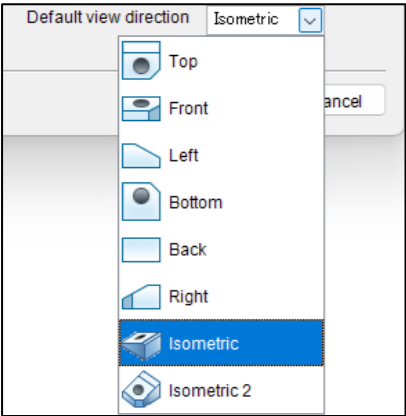 Default view direction Isometric
Top
Front
ancel
Left
Bottom
Back
Right
Isometric
Isometric 2